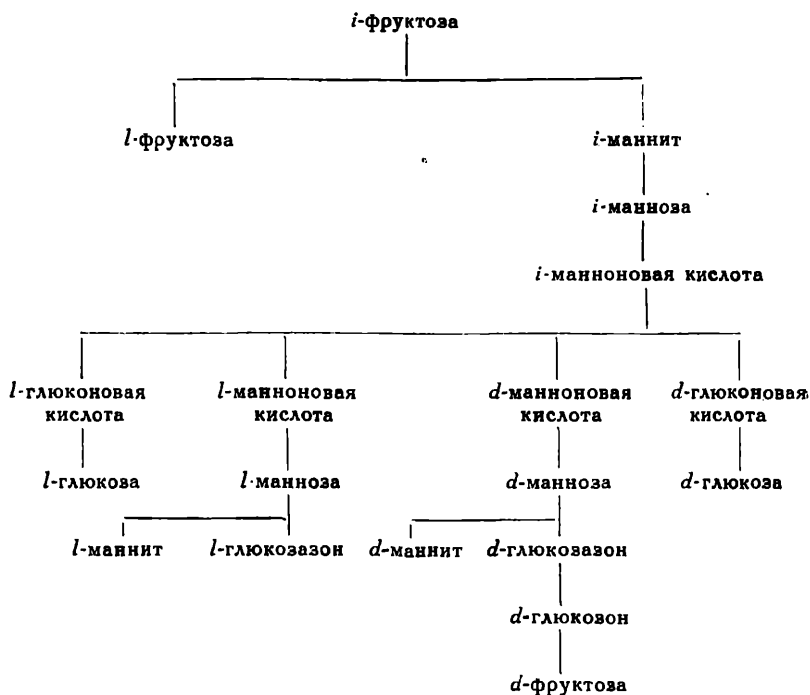 i-фруктоза
l-фруктоза i-маннит
i-манноза
i-манноновая кислота
l-глюконовая l-манноновая d-манноновая d-глюконовая
кислота кислота кислота кислота
l-глюкоза l-манноза d-манноза d-глюкоза
l-маннит l-глюкозазон d-маннит d-глюкозазон
d-глюкозон
d-фруктоза